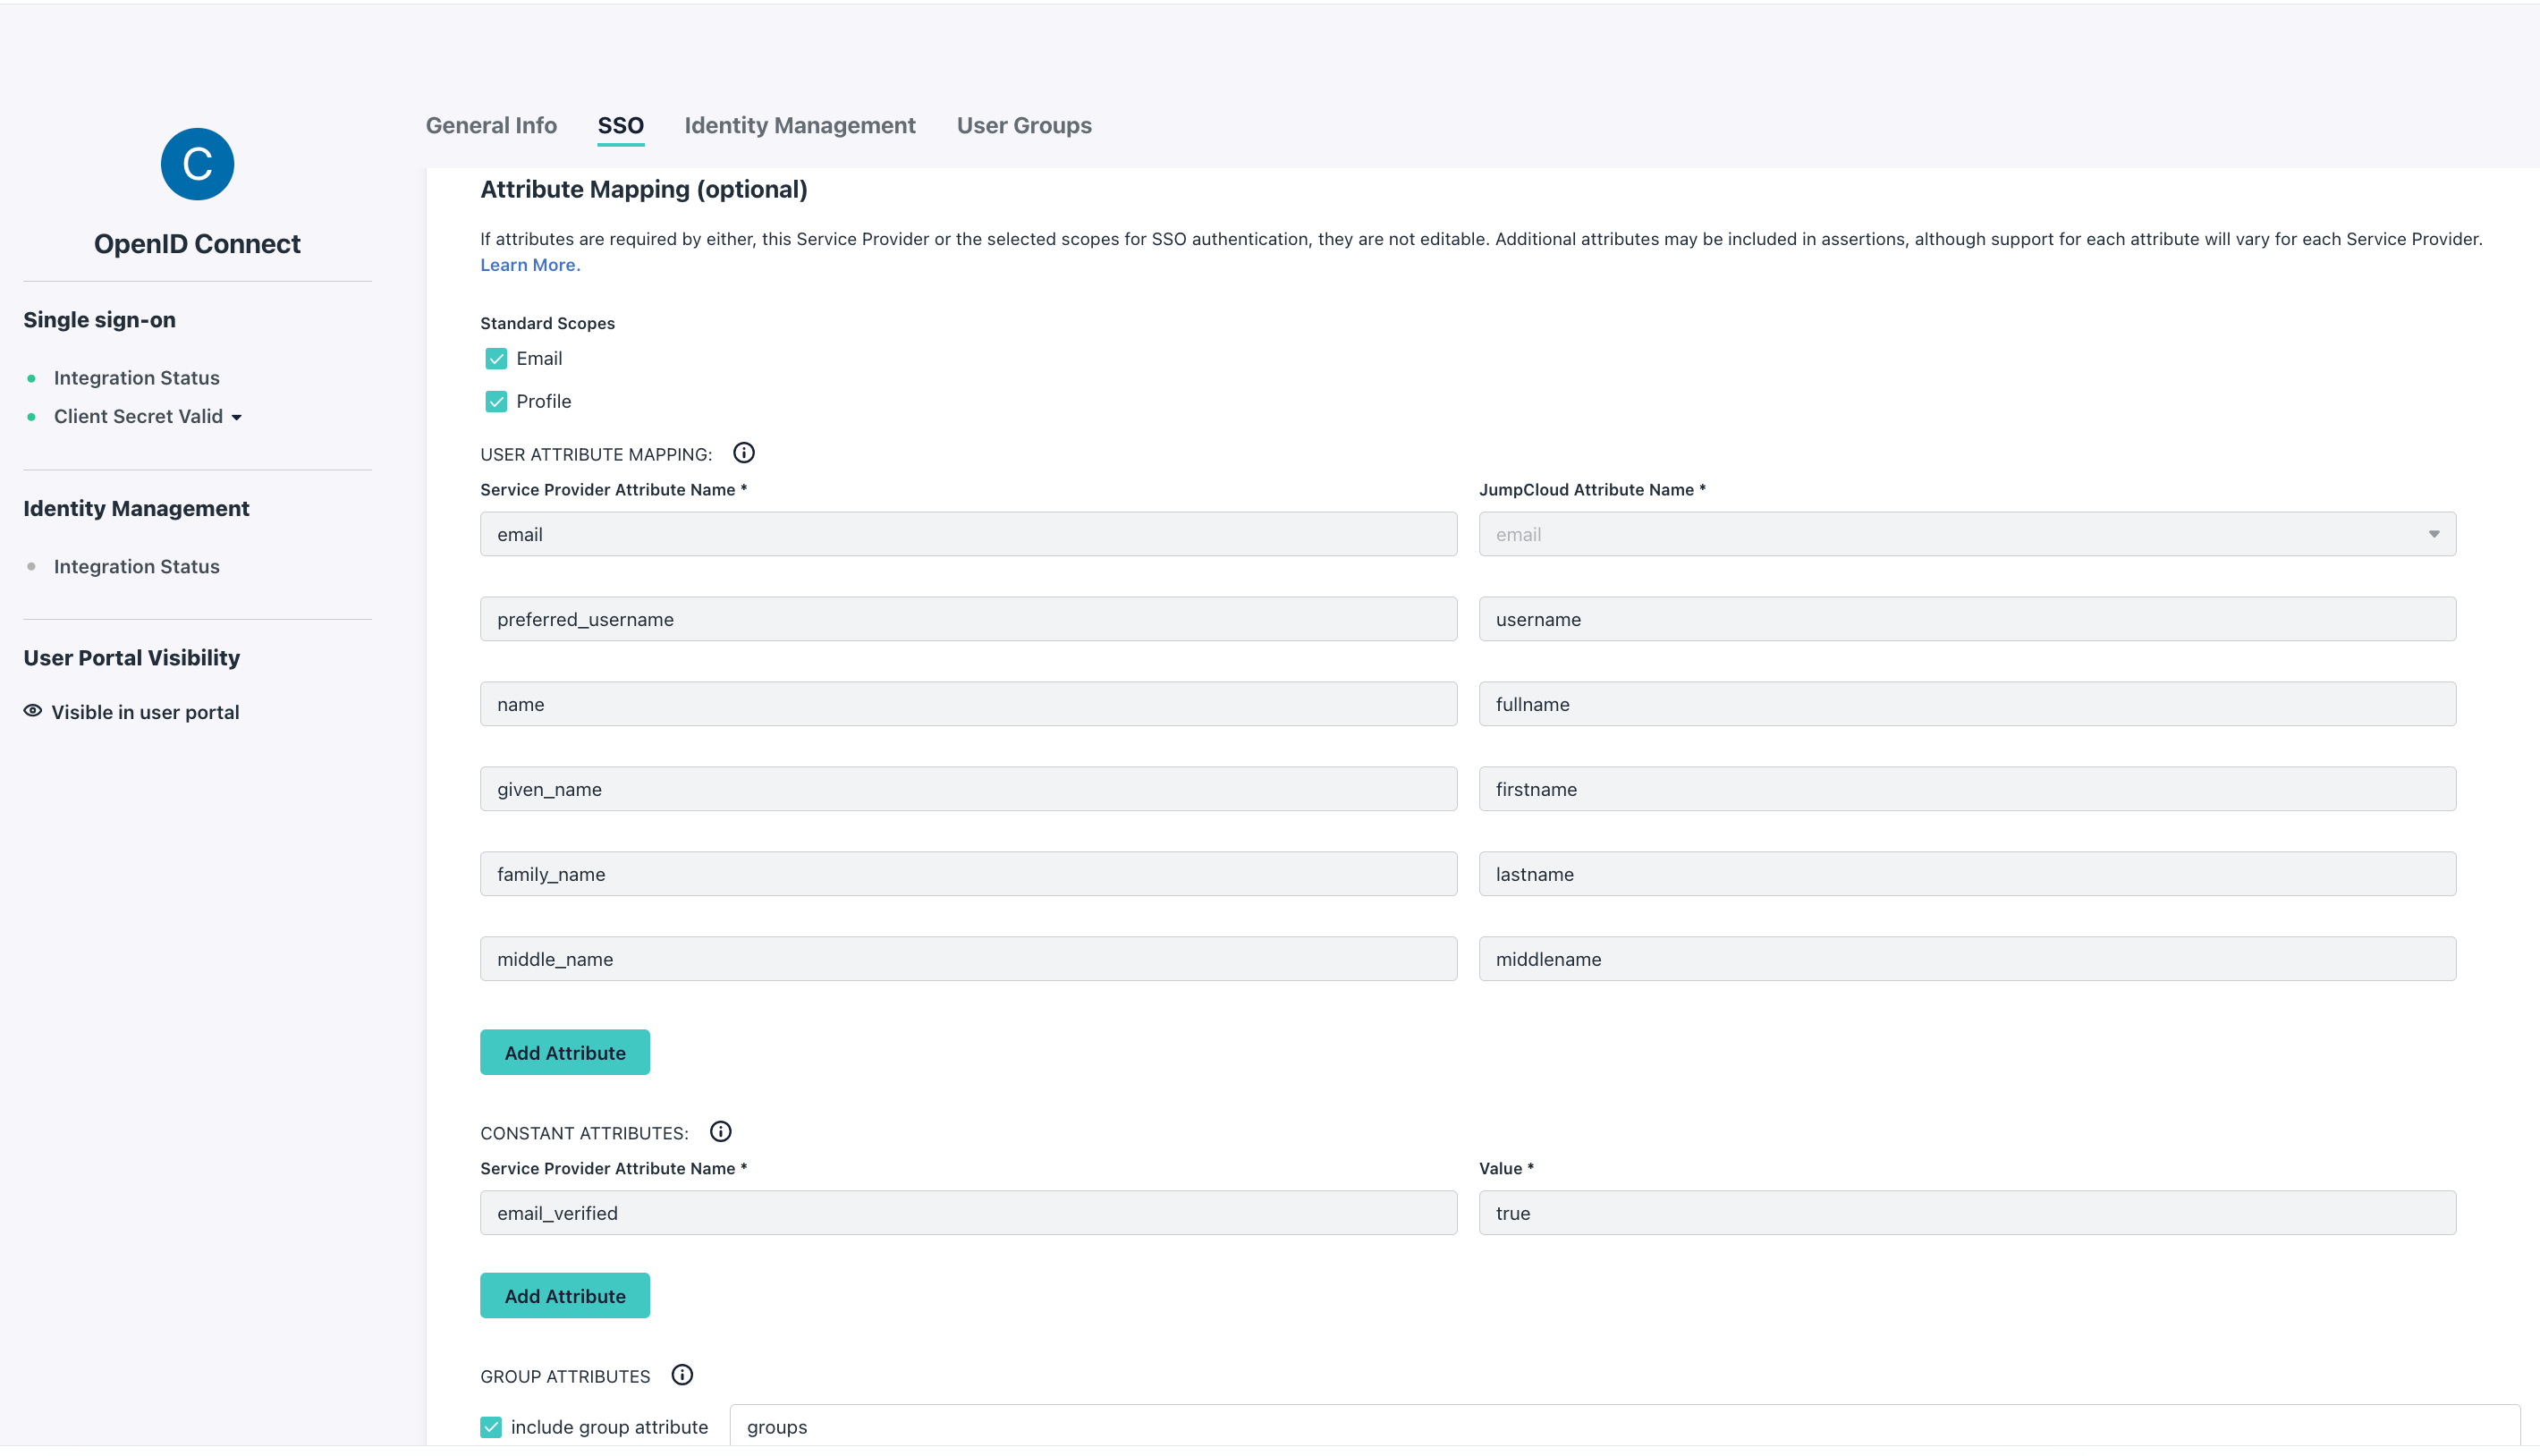 C
OpenID Connect
Single sign-on
Integration Status
Client Secret Valid
Identity Management
Integration Status
User Portal Visibility
Visible in user portal
General Info SSO Identity Management User Groups
Attribute Mapping (optional)
If attributes are required by either, this Service Provider or the selected scopes for SSO authentication, they are not editable. Additional attributes may be included in assertions, although support for each attribute will vary for each Service Provider.
Learn More.
Standard Scopes
Email
Profile
USER ATTRIBUTE MAPPING:
Service Provider Attribute Name * JumpCloud Attribute Name *
email email
preferred_username username
name fullname
given_name firstname
family_name lastname
middle_name middlename
Add Attribute
CONSTANT ATTRIBUTES:
Service Provider Attribute Name * Value *
email_verified true
Add Attribute
GROUP ATTRIBUTES
include group attribute groups